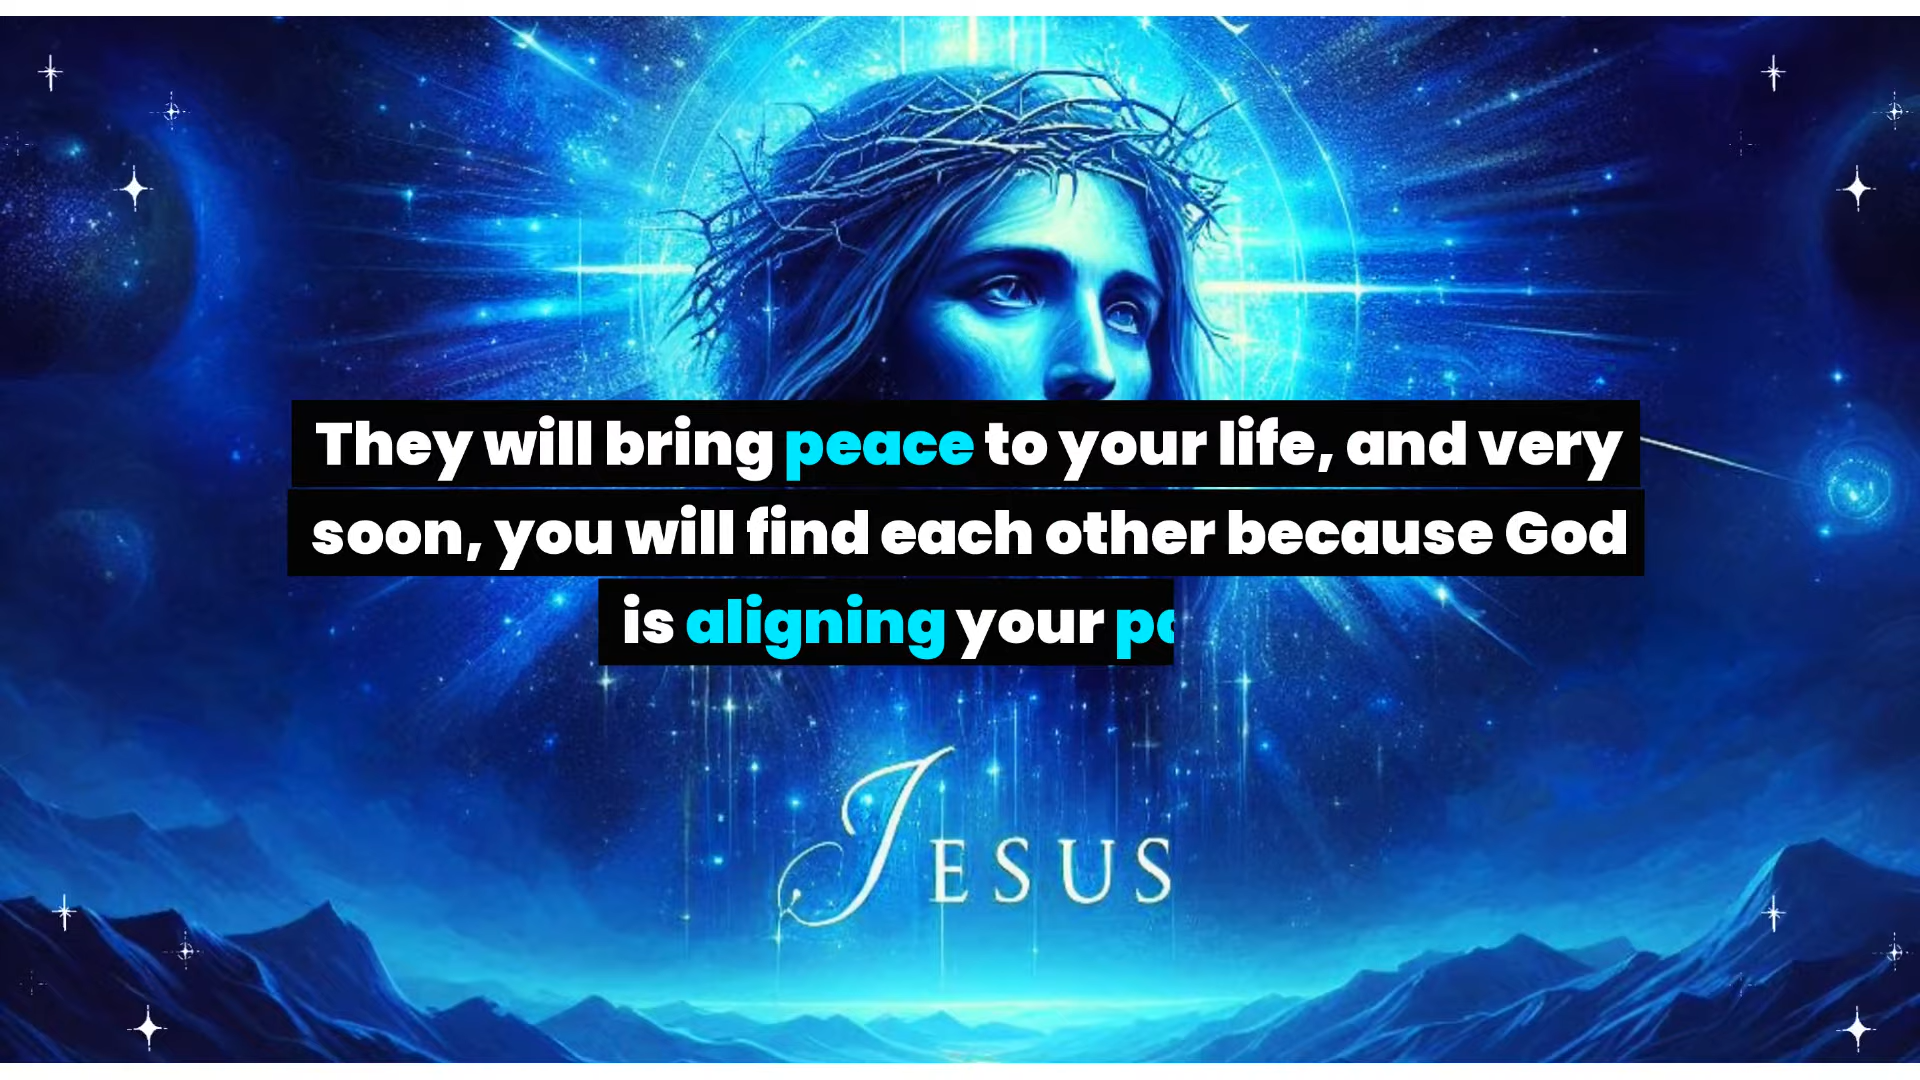 They will bring peace to your life, and very
soon, you will find each other because God
is aligning your
JESUS